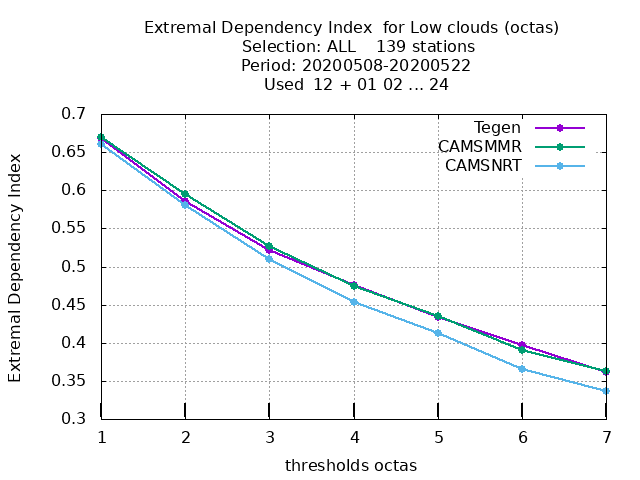 Extremal Dependency Index  for Low clouds (octas)
Selection: ALL    139 stations
Period: 20200508-20200522
Used  12 + 01 02 ... 24
Extremal Dependency Index
0.7
0.65
0.6
0.55
0.5
0.45
0.4
0.35
0.3
Tegen
CAMSMMR
CAMSNRT
1 2 3 4 5 6 7
thresholds octas